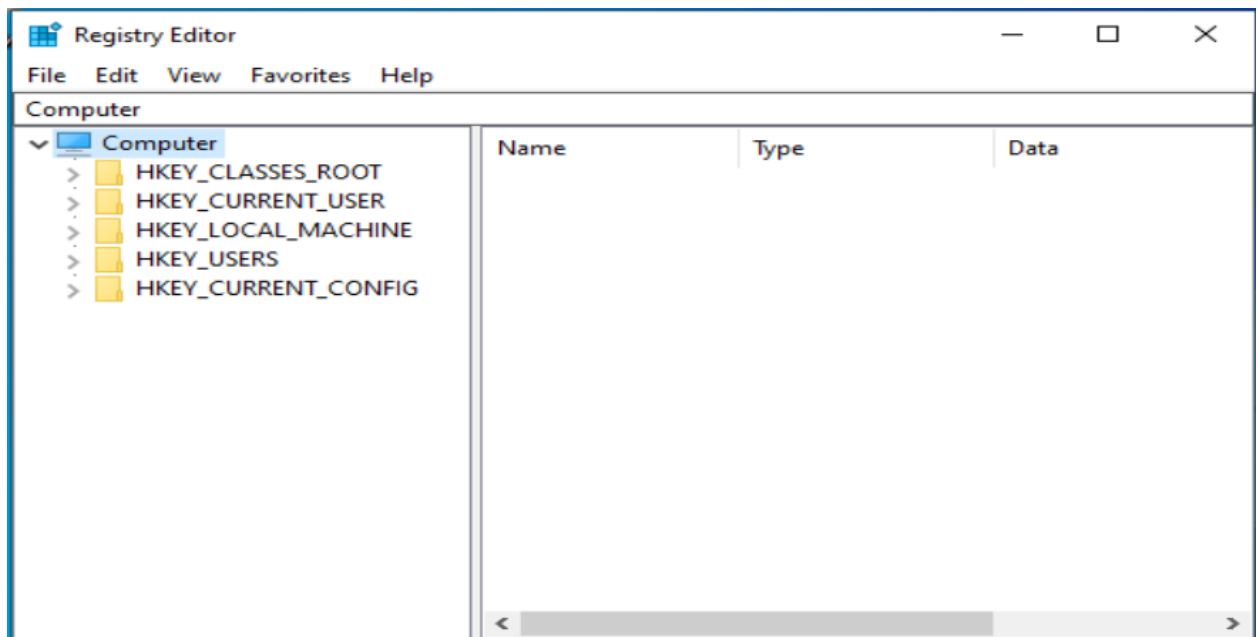 Registry Editor
File Edit View Favorites Help
Computer
Computer
HKEY_CLASSES_ROOT
HKEY_CURRENT_USER
HKEY_LOCAL_MACHINE
HKEY_USERS
HKEY_CURRENT_CONFIG
Name Type Data